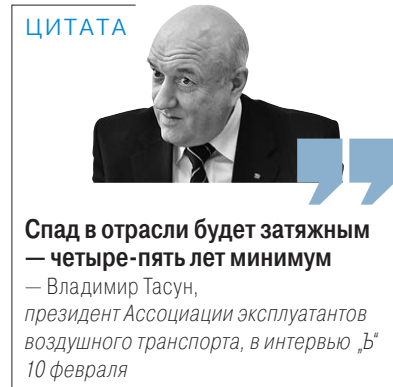 ЦИТАТА
Спад в отрасли будет затяжным
— четыре-пять лет минимум
— Владимир Тасун,
президент Ассоциации эксплуатантов
воздушного транспорта, в интервью „Ъ“
10 февраля